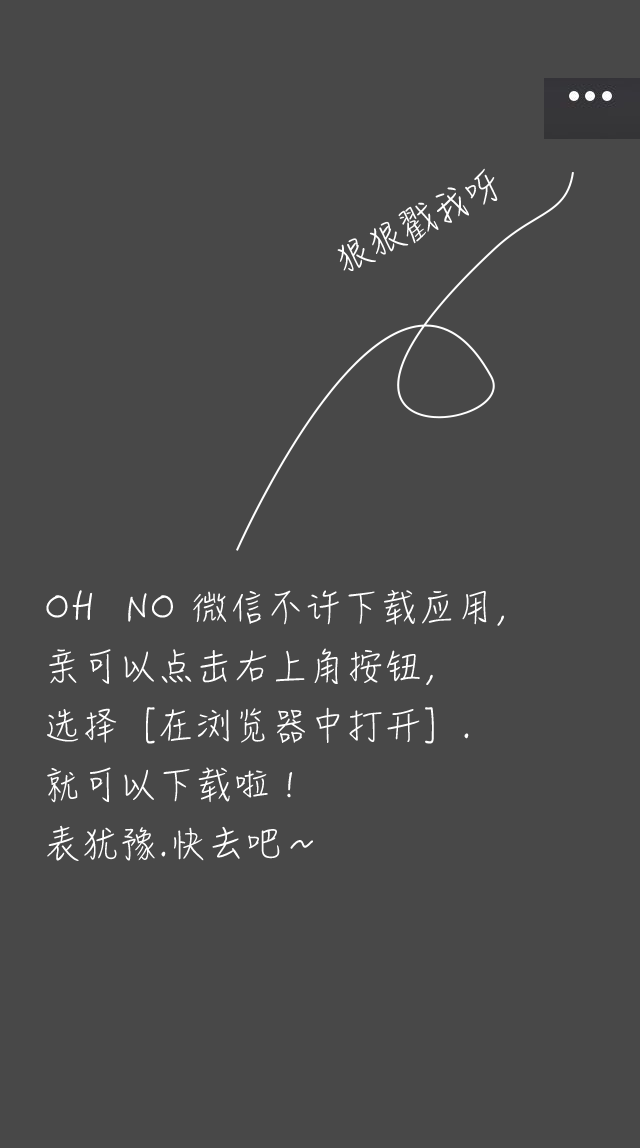 狠狠戳我呀
OH NO 微信不许下载应用,
亲可以点击右上角按钮,
选择 [在浏览器中打开] .
就可以下载啦！
表犹豫.快去吧~